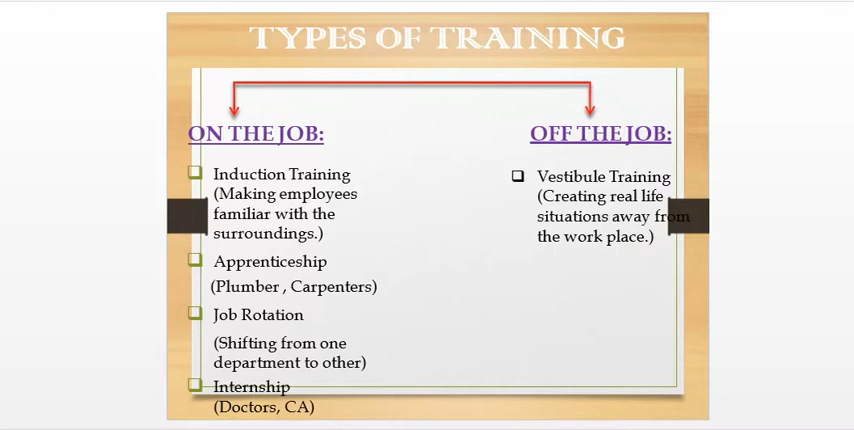 TYPES OF TRAINING
ON THE JOB:
Induction Training
(Making employees
familiar with the
surroundings.)
Apprenticeship
(Plumber , Carpenters)
Job Rotation
(Shifting from one
department to other)
Internship
(Doctors, CA)
OFF THE JOB:
Vestibule Training
(Creating real life
situations away from
the work place.)